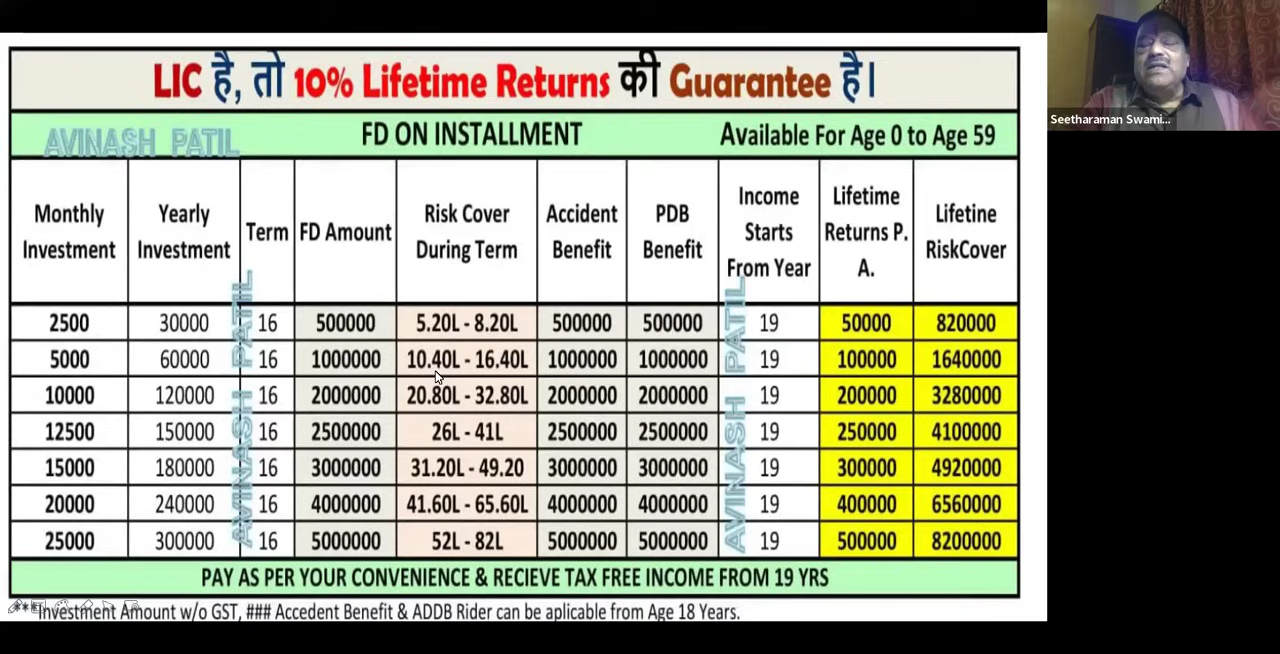 LIC है, तो 10% Lifetime Returns की Guarantee है।
AVINASH PATIL FD ON INSTALLMENT Available For Age 0 to Age 59
Monthly Investment Yearly Investment Term FD Amount Risk Cover During Term Accident Benefit PDB Benefit Income Starts From Year Lifetime Returns P. A. Lifetine RiskCover
2500 30000 16 500000 5.20L - 8.20L 500000 500000 19 50000 820000
5000 60000 16 1000000 10.40L - 16.40L 1000000 1000000 19 100000 1640000
10000 120000 16 2000000 20.80L - 32.80L 2000000 2000000 19 200000 3280000
12500 150000 16 2500000 26L - 41L 2500000 2500000 19 250000 4100000
15000 180000 16 3000000 31.20L - 49.20 3000000 3000000 19 300000 4920000
20000 240000 16 4000000 41.60L - 65.60L 4000000 4000000 19 400000 6560000
25000 300000 16 5000000 52L - 82L 5000000 5000000 19 500000 8200000
AVINASH PATIL
AVINASH PATIL
PAY AS PER YOUR CONVENIENCE & RECIEVE TAX FREE INCOME FROM 19 YRS
***Investment Amount w/o GST, ### Accedent Benefit & ADDB Rider can be aplicable from Age 18 Years.
Seetharaman Swami...